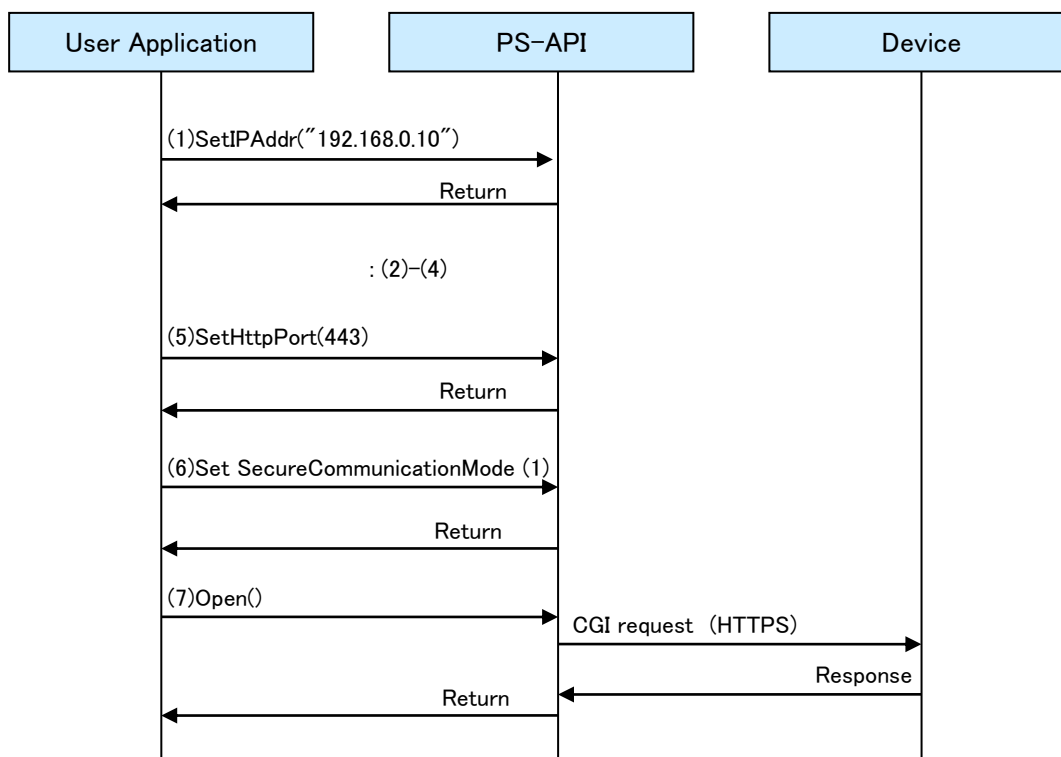 User Application
PS-API
Device
(1)SetIPAddr("192.168.0.10")
Return
: (2)-(4)
(5)SetHttpPort(443)
Return
(6)Set SecureCommunicationMode (1)
Return
(7)Open()
CGI request (HTTPS)
Response
Return